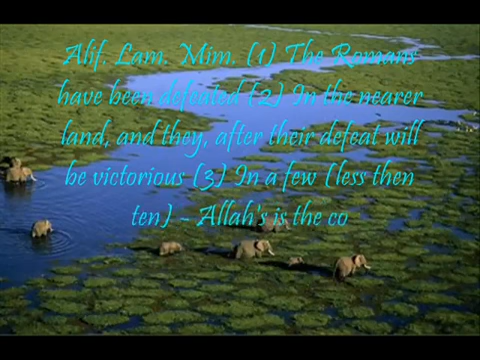 Alif. Lam. Mim. (1) The Romans
have been defeated (2) In the nearer
land, and they, after their defeat will
be victorious (3) In a few (less then
ten) - Allah's is the co